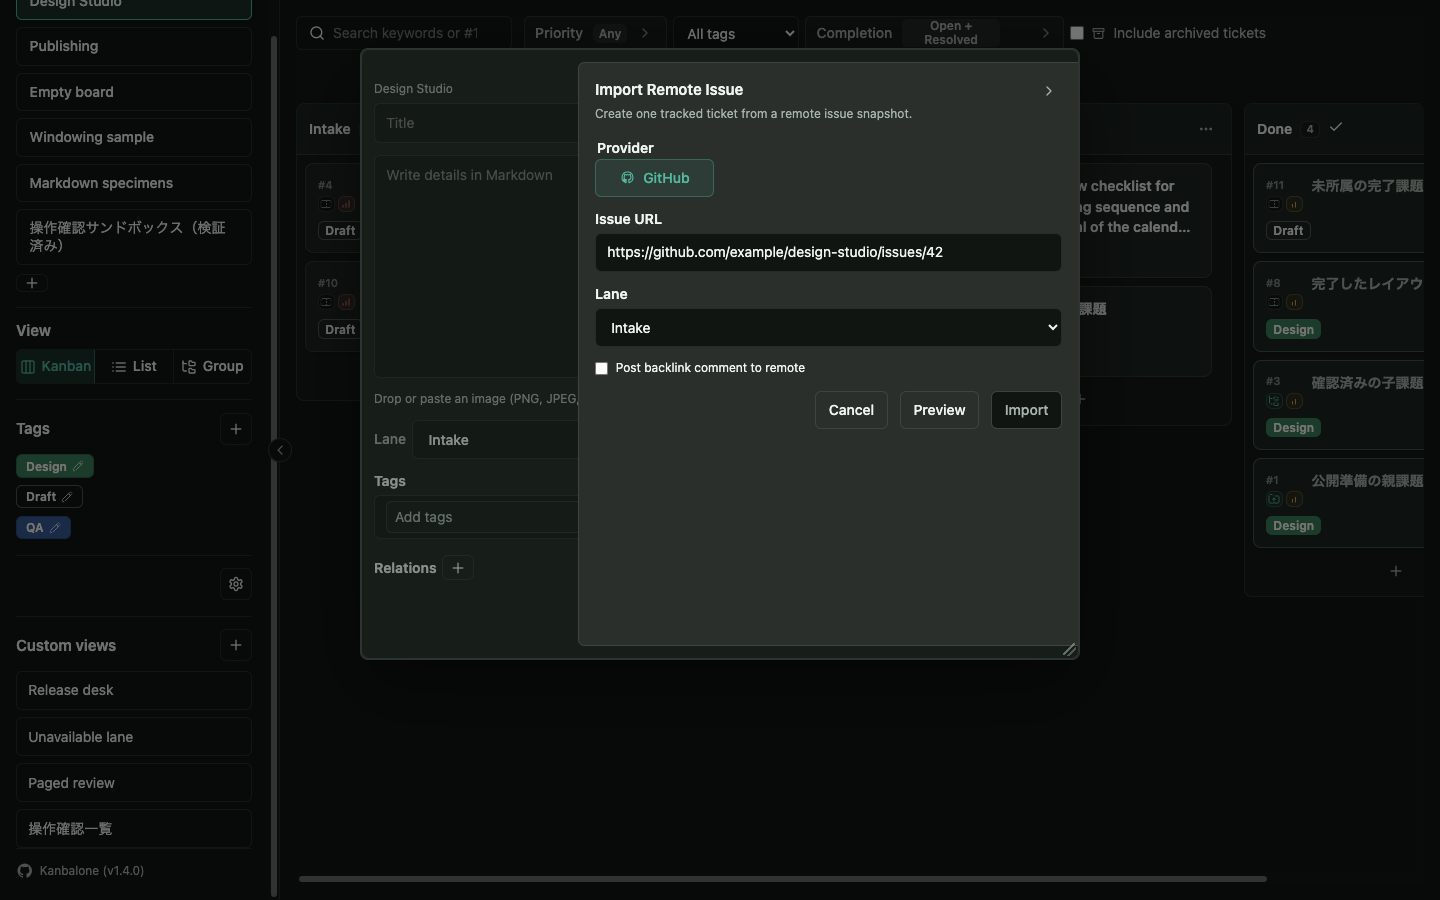 Design Studio
Publishing
Empty board
Windowing sample
Markdown specimens
操作確認サンドボックス（検証
済み）
View
Kanban
List
Group
Tags
Design
Draft
QA
Custom views
Release desk
Unavailable lane
Paged review
操作確認一覧
Kanbalone (v1.4.0)
Search keywords or #1
Priority
Any
All tags
Completion
Open +
Resolved
Include archived tickets
Intake
#4
Draft
#10
Draft
Design Studio
Title
Write details in Markdown
Drop or paste an image (PNG, JPEG,
Lane
Intake
Tags
Add tags
Relations
Import Remote Issue
Create one tracked ticket from a remote issue snapshot.
Provider
GitHub
Issue URL
https://github.com/example/design-studio/issues/42
Lane
Intake
Post backlink comment to remote
Cancel
Preview
Import
checklist for
sequence and
of the calend...
課題
Done
4
#11
未所属の完了課題
Draft
#8
完了したレイアウ
Design
#3
確認済みの子課題
Design
#1
公開準備の親課題
Design